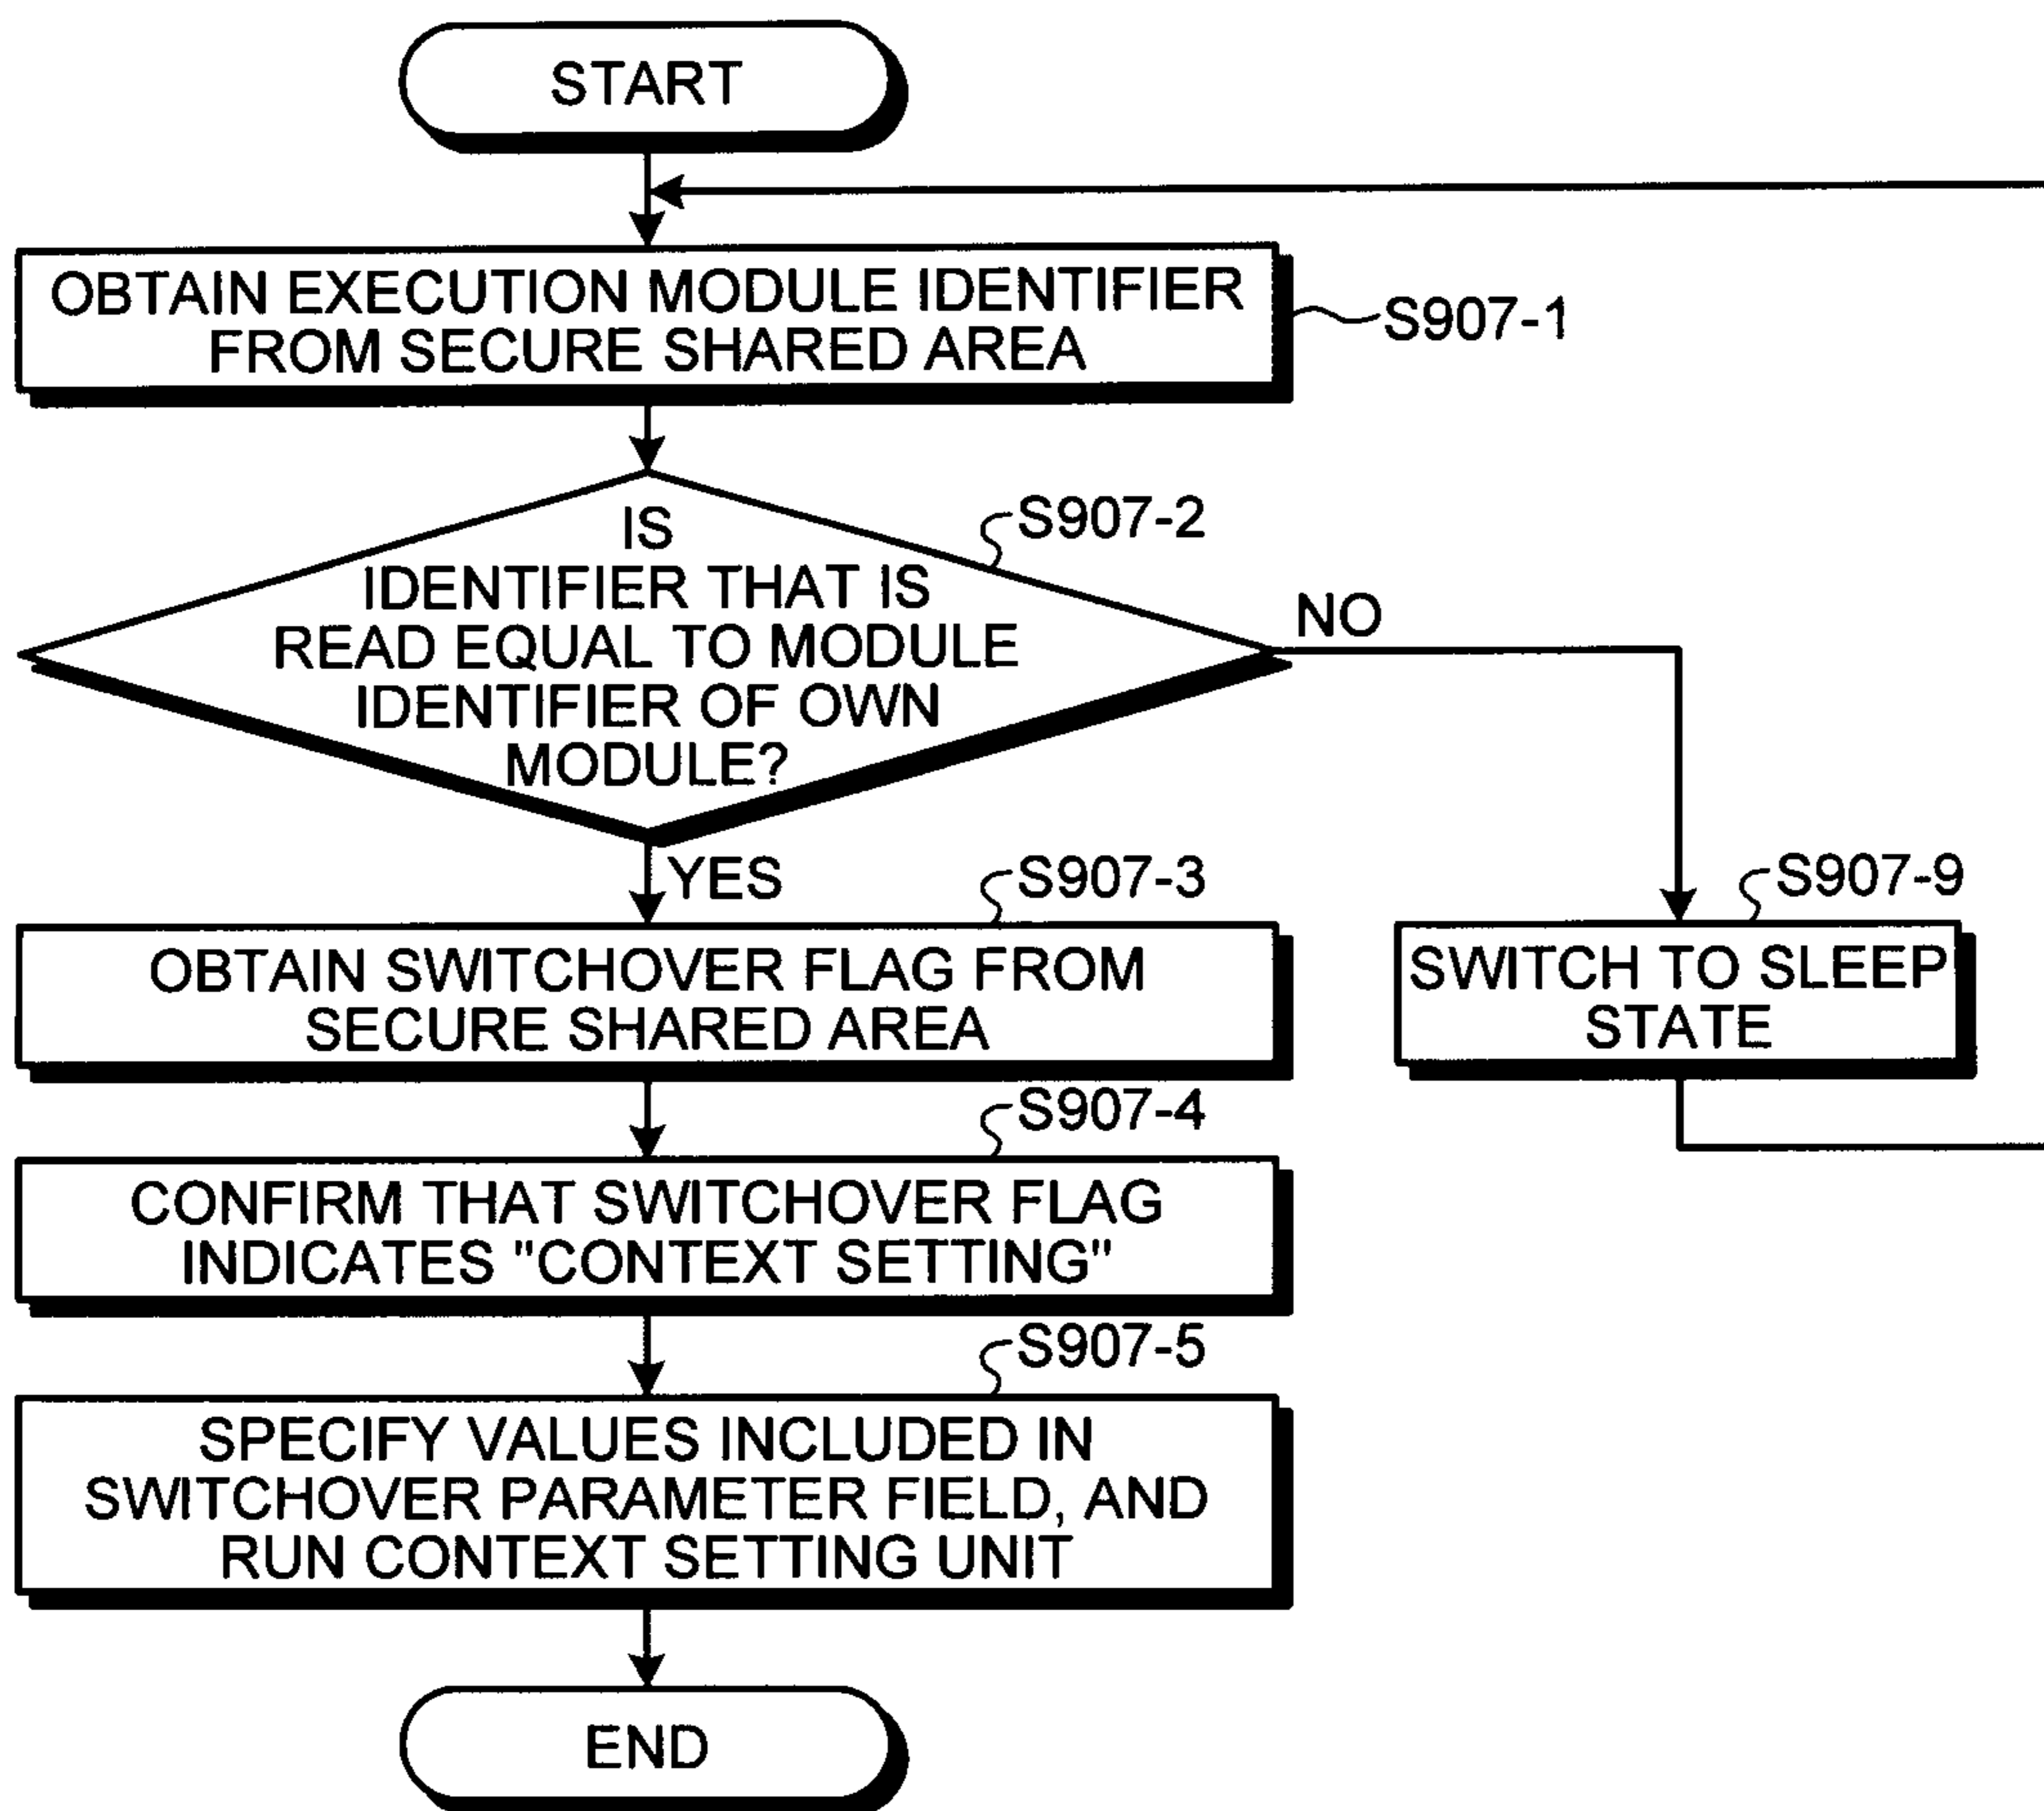 START
OBTAIN EXECUTION MODULE IDENTIFIER
FROM SECURE SHARED AREA
S907-1
S907-2
IS
IDENTIFIER THAT IS
READ EQUAL TO MODULE
IDENTIFIER OF OWN
MODULE?
NO
YES
S907-3
OBTAIN SWITCHOVER FLAG FROM
SECURE SHARED AREA
S907-9
SWITCH TO SLEEP
STATE
S907-4
CONFIRM THAT SWITCHOVER FLAG
INDICATES "CONTEXT SETTING"
S907-5
SPECIFY VALUES INCLUDED IN
SWITCHOVER PARAMETER FIELD, AND
RUN CONTEXT SETTING UNIT
END